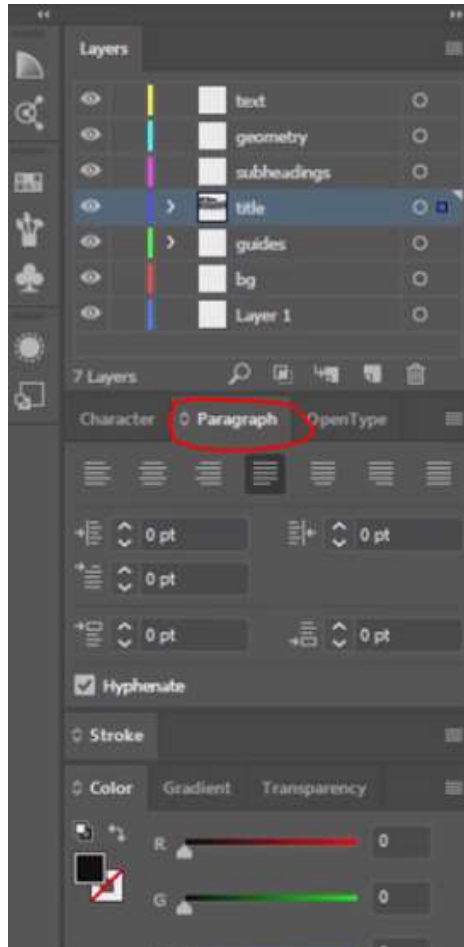 Layers
text
geometry
subheadings
title
guides
bg
Layer 1
7 Layers
Character Paragraph OpenType
0 pt 0 pt
0 pt
0 pt 0 pt
Hyphenate
Stroke
Color Gradient Transparency
R 0
G 0